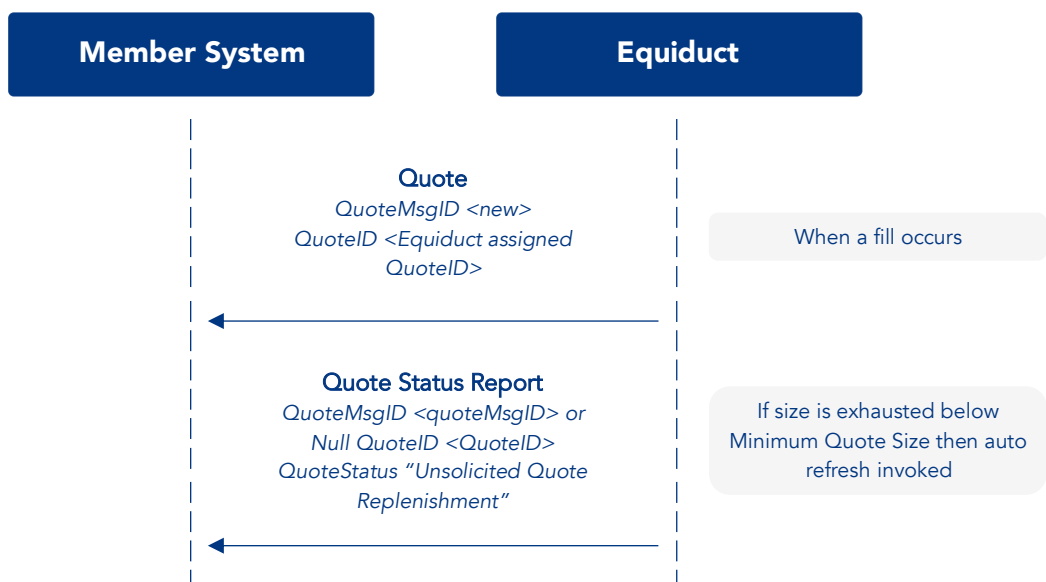 Member System
Equiduct
Quote
QuoteMsgID <new>
QuoteID <Equiduct assigned
QuoteID>
When a fill occurs
Quote Status Report
QuoteMsgID <quoteMsgID> or
Null QuoteID <QuoteID>
QuoteStatus “Unsolicited Quote
Replenishment”
If size is exhausted below
Minimum Quote Size then auto
refresh invoked